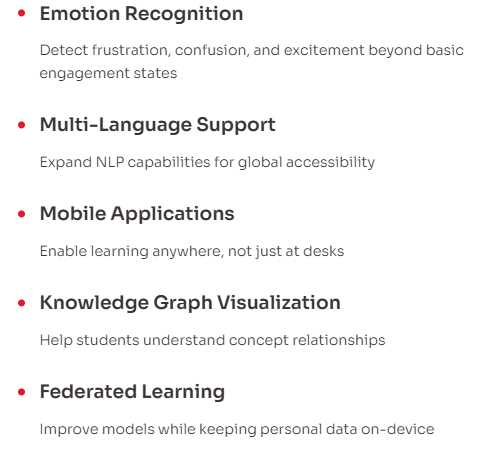 Emotion Recognition
Detect frustration, confusion, and excitement beyond basic
engagement states
Multi-Language Support
Expand NLP capabilities for global accessibility
Mobile Applications
Enable learning anywhere, not just at desks
Knowledge Graph Visualization
Help students understand concept relationships
Federated Learning
Improve models while keeping personal data on-device